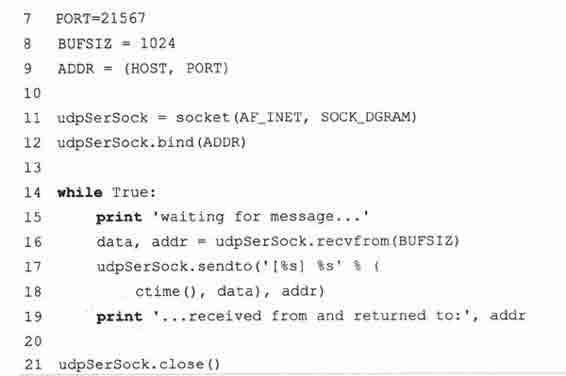 7 PORT=21567
8 BUFSIZ = 1024
9 ADDR = (HOST, PORT)
10
11 udpSerSock = socket(AF_INET, SOCK_DGRAM)
12 udpSerSock.bind(ADDR)
13
14 while True:
15     print 'waiting for message...'
16     data, addr = udpSerSock.recvfrom(BUFSIZ)
17     udpSerSock.sendto('[%s] %s' % (
18         ctime(), data), addr)
19     print '...received from and returned to:', addr
20
21 udpSerSock.close()